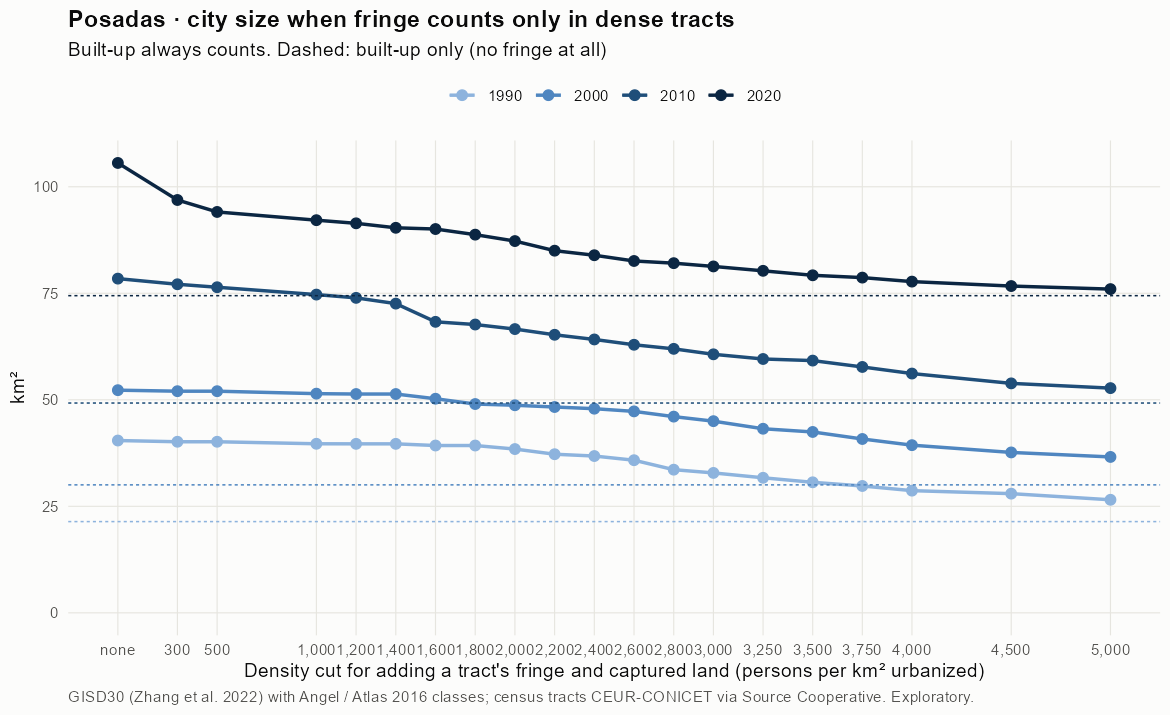 Posadas · city size when fringe counts only in dense tracts
Built-up always counts. Dashed: built-up only (no fringe at all)
1990 2000 2010 2020
100
75
50
25
0
km²
none 300 500 1,000 1,200 1,400 1,600 1,800 2,000 2,200 2,400 2,600 2,800 3,000 3,250 3,500 3,750 4,000 4,500 5,000
Density cut for adding a tract's fringe and captured land (persons per km² urbanized)
GISD30 (Zhang et al. 2022) with Angel / Atlas 2016 classes; census tracts CEUR-CONICET via Source Cooperative. Exploratory.